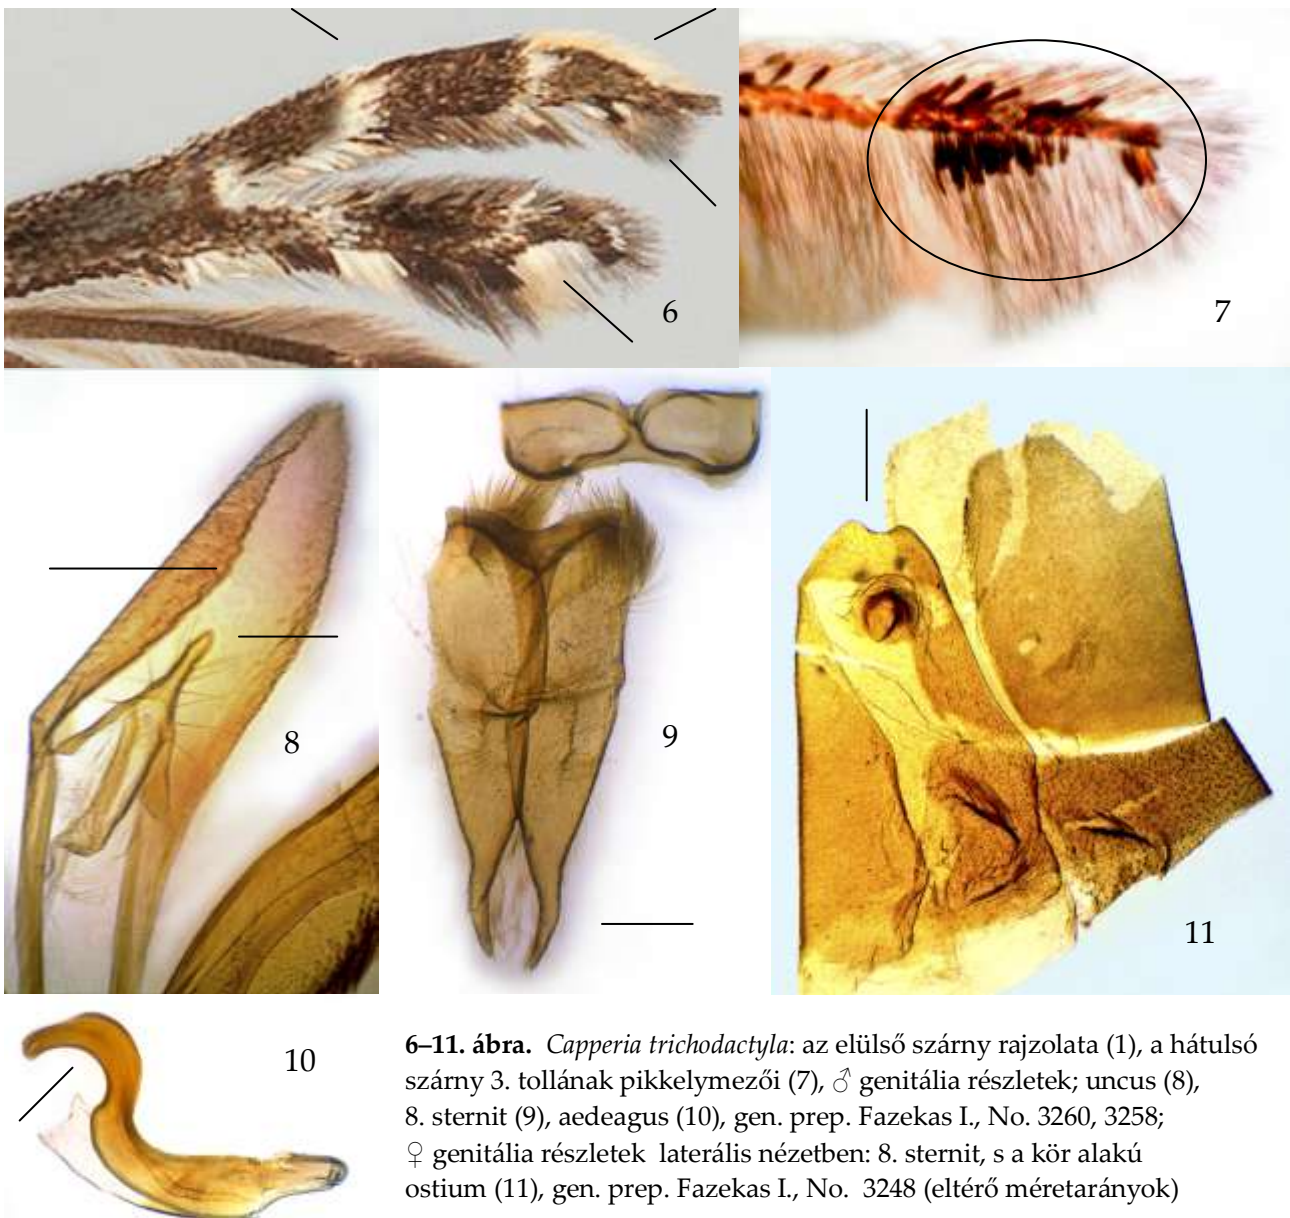 6
7
8
9
11
10
6–11. ábra. Capperia trichodactyla: az elülső szárny rajzolata (1), a hátulsó
szárny 3. tollának pikkelymezői (7), ♂ genitália részletek; uncus (8),
8. sternit (9), aedeagus (10), gen. prep. Fazekas I., No. 3260, 3258;
♀ genitália részletek laterális nézetben: 8. sternit, s a kör alakú
ostium (11), gen. prep. Fazekas I., No. 3248 (eltérő méretarányok)